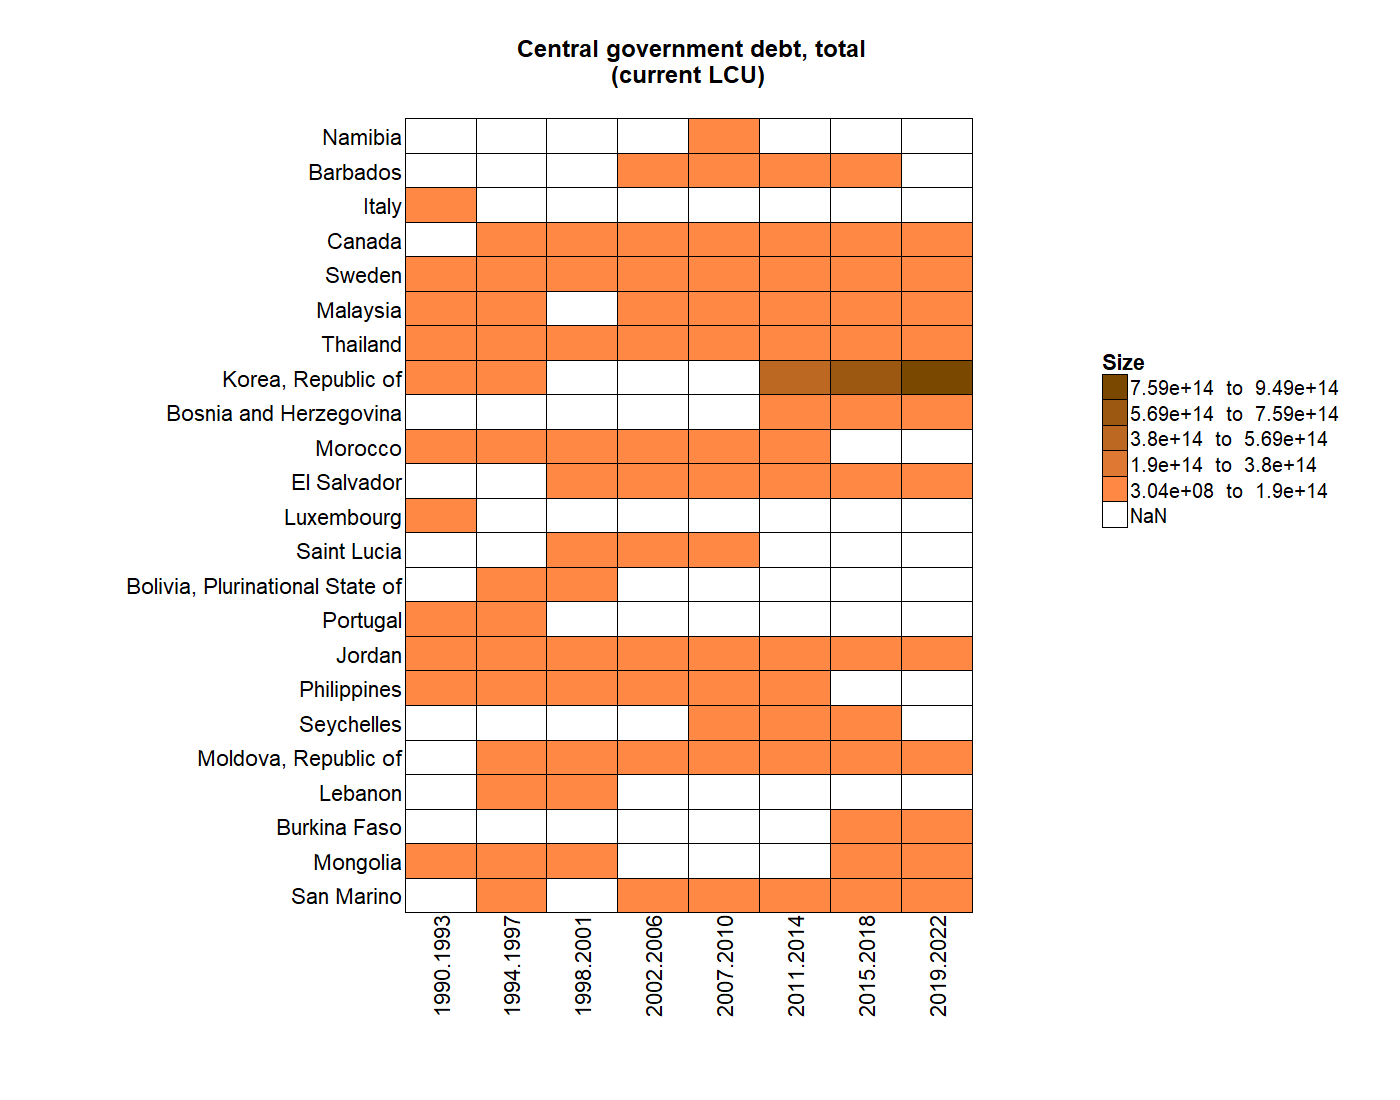 Central government debt, total
(current LCU)
Namibia
Barbados
Italy
Canada
Sweden
Malaysia
Thailand
Korea, Republic of
Bosnia and Herzegovina
Morocco
El Salvador
Luxembourg
Saint Lucia
Bolivia, Plurinational State of
Portugal
Jordan
Philippines
Seychelles
Moldova, Republic of
Lebanon
Burkina Faso
Mongolia
San Marino
1990.1993
1994.1997
1998.2001
2002.2006
2007.2010
2011.2014
2015.2018
2019.2022
Size
7.59e+14 to 9.49e+14
5.69e+14 to 7.59e+14
3.8e+14 to 5.69e+14
1.9e+14 to 3.8e+14
3.04e+08 to 1.9e+14
NaN